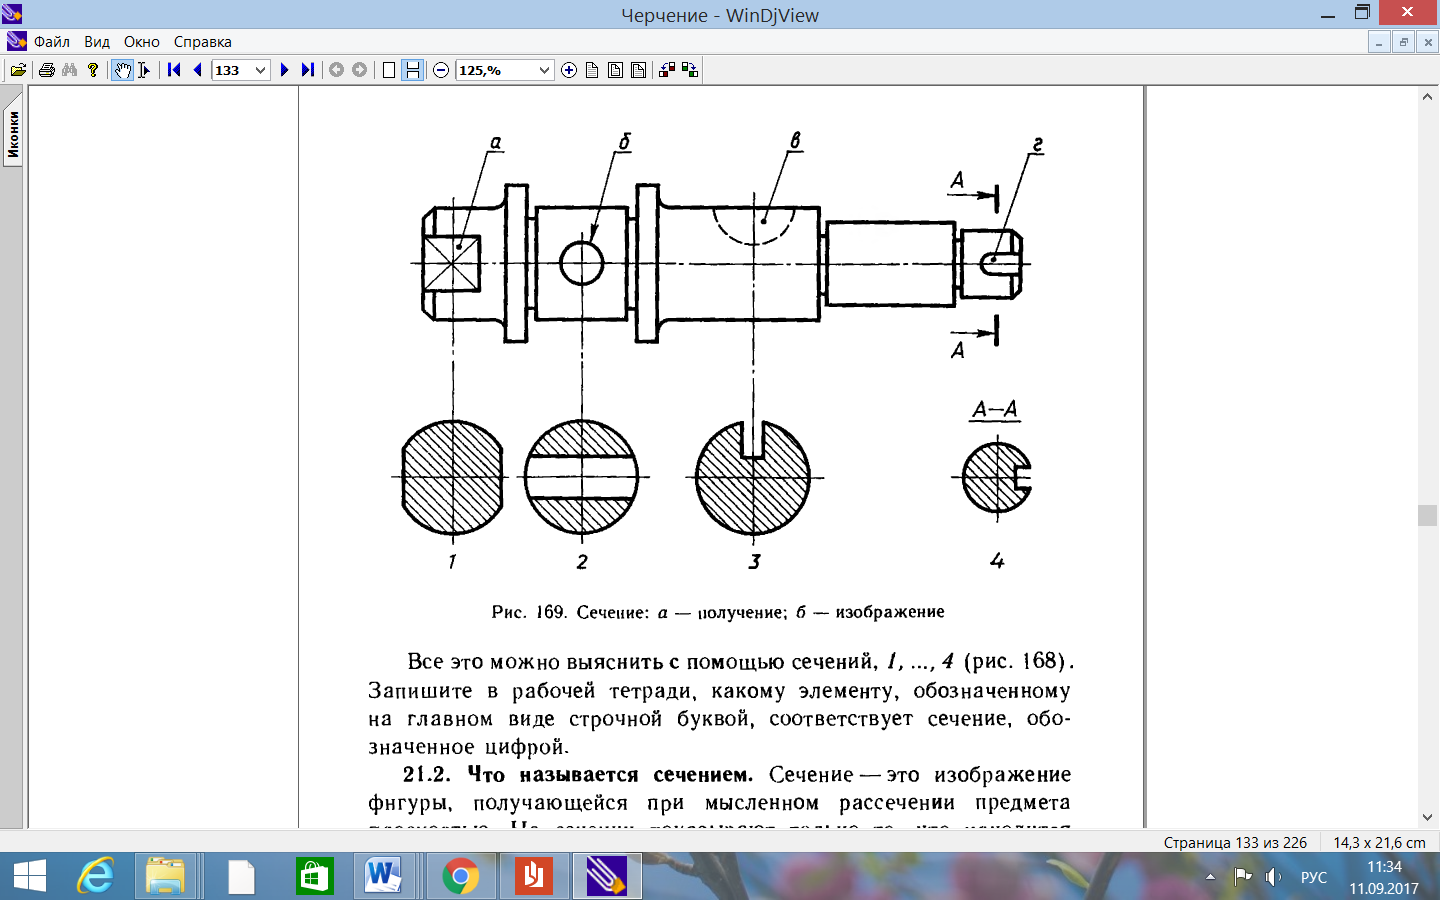 Черчение - WinDjView
Файл Вид Окно Справка
133
125,%
Иконки
а б в г
А
А
А–А
1 2 3 4
Рис. 169. Сечение: а — получение; б — изображение
Все это можно выяснить с помощью сечений, 1, ..., 4 (рис. 168).
Запишите в рабочей тетради, какому элементу, обозначенному
на главном виде строчной буквой, соответствует сечение, обо-
значенное цифрой.
21.2. Что называется сечением. Сечение — это изображение
фигуры, получающейся при мысленном рассечении предмета
Страница 133 из 226
14,3 x 21,6 cm
W
РУС
11:34
11.09.2017